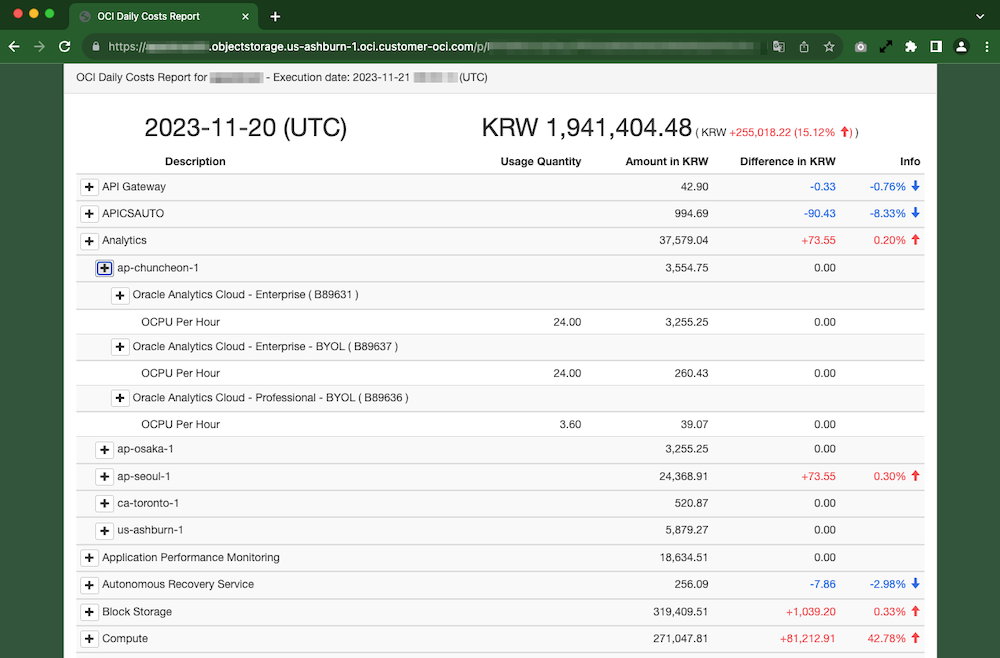 OCI Daily Costs Report
https://.objectstorage.us-ashburn-1.oci.customer-oci.com/p/
OCI Daily Costs Report for - Execution date: 2023-11-21 (UTC)
2023-11-20 (UTC) KRW 1,941,404.48 ( KRW +255,018.22 (15.12% ) )
Description Usage Quantity Amount in KRW Difference in KRW Info
API Gateway 42.90 -0.33 -0.76%
APICSAUTO 994.69 -90.43 -8.33%
Analytics 37,579.04 +73.55 0.20%
ap-chuncheon-1 3,554.75 0.00
Oracle Analytics Cloud - Enterprise ( B89631 )
OCPU Per Hour 24.00 3,255.25 0.00
Oracle Analytics Cloud - Enterprise - BYOL ( B89637 )
OCPU Per Hour 24.00 260.43 0.00
Oracle Analytics Cloud - Professional - BYOL ( B89636 )
OCPU Per Hour 3.60 39.07 0.00
ap-osaka-1 3,255.25 0.00
ap-seoul-1 24,368.91 +73.55 0.30%
ca-toronto-1 520.87 0.00
us-ashburn-1 5,879.27 0.00
Application Performance Monitoring 18,634.51 0.00
Autonomous Recovery Service 256.09 -7.86 -2.98%
Block Storage 319,409.51 +1,039.20 0.33%
Compute 271,047.81 +81,212.91 42.78%